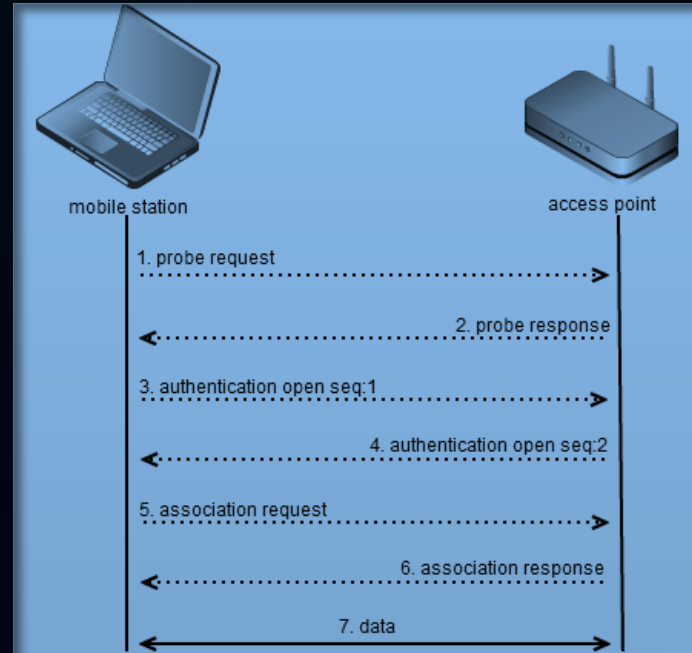 mobile station
access point
1. probe request
2. probe response
3. authentication open seq:1
4. authentication open seq:2
5. association request
6. association response
7. data